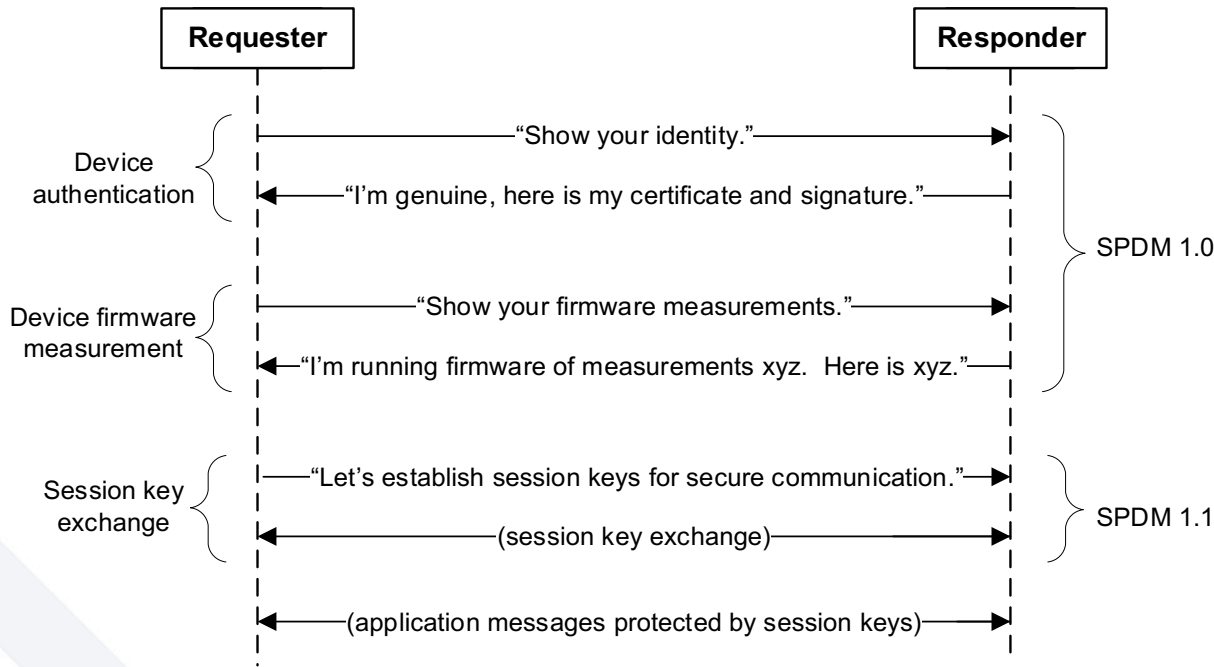 Requester
Responder
“Show your identity.”
Device
authentication
“I’m genuine, here is my certificate and signature.”
SPDM 1.0
“Show your firmware measurements.”
Device firmware
measurement
“I’m running firmware of measurements xyz.  Here is xyz.”
“Let’s establish session keys for secure communication.”
Session key
exchange
SPDM 1.1
(session key exchange)
(application messages protected by session keys)